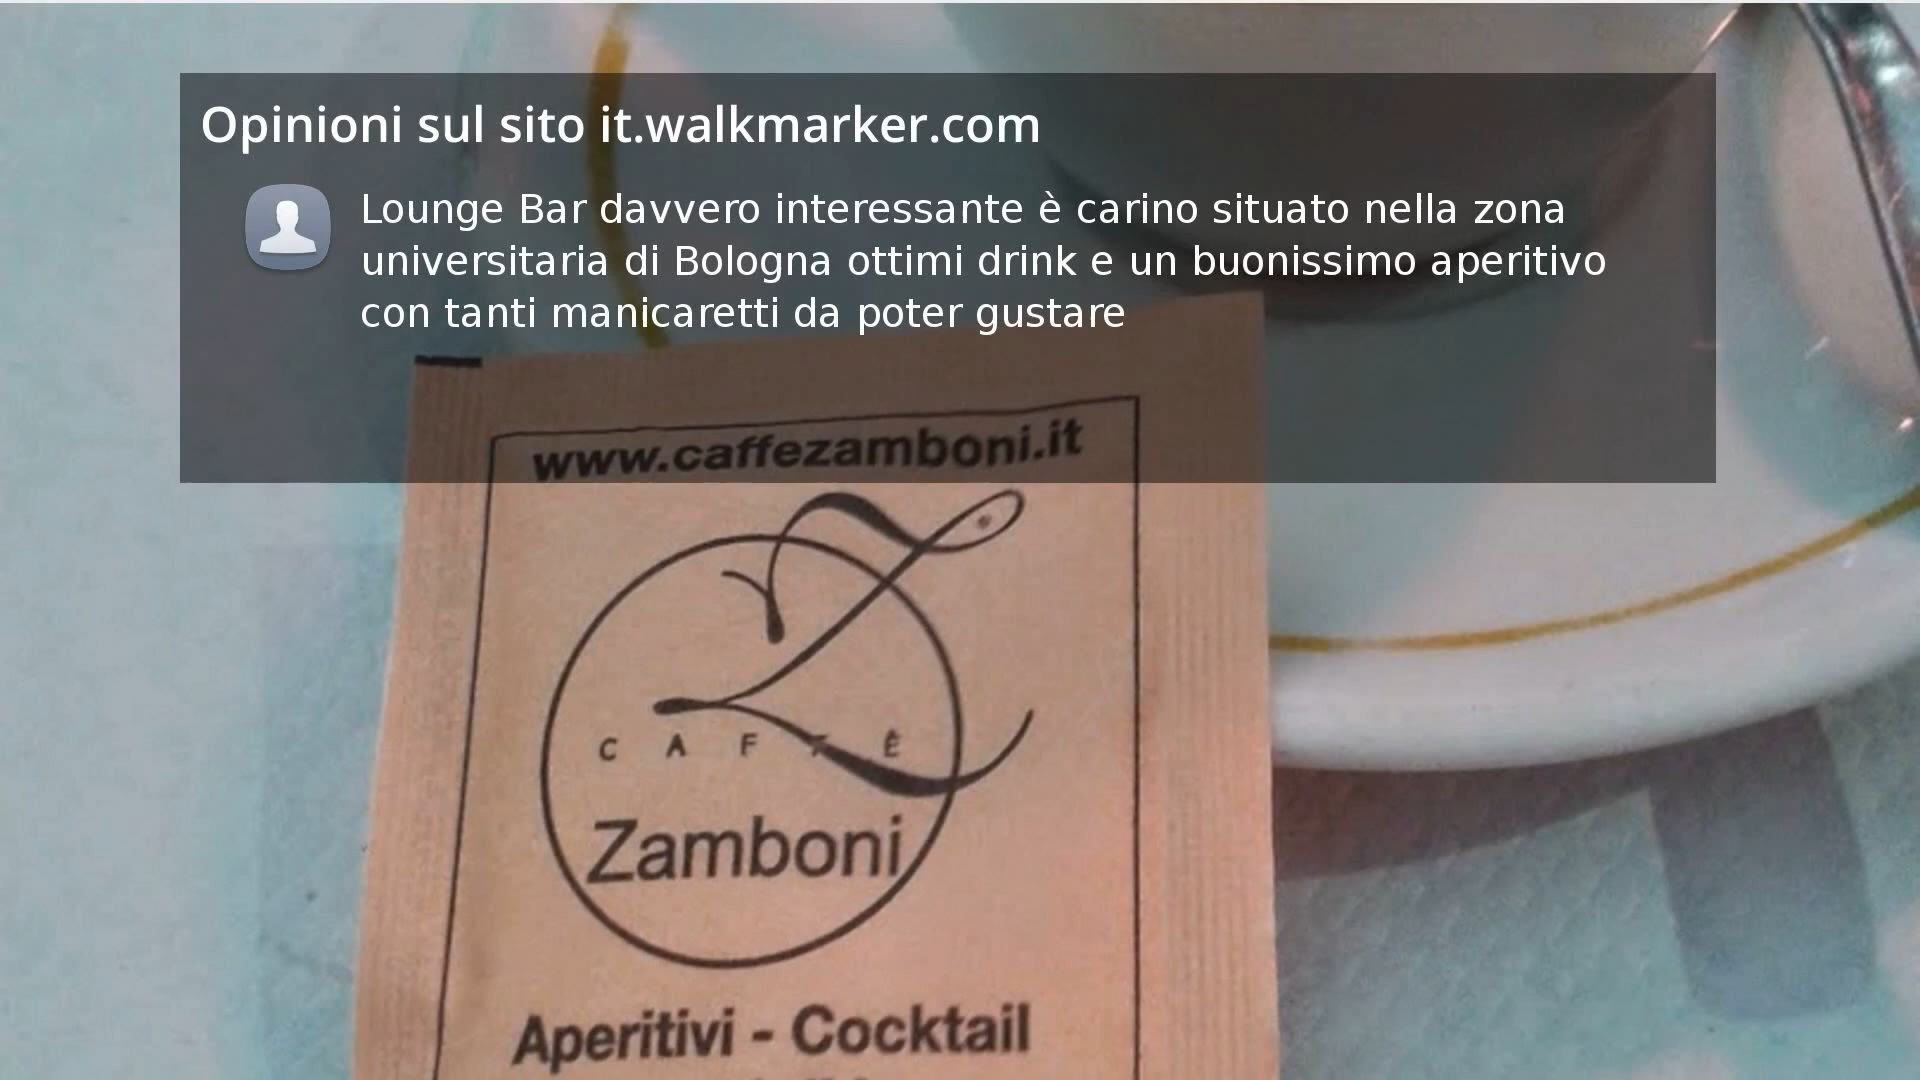 Opinioni sul sito it.walkmarker.com
Lounge Bar davvero interessante è carino situato nella zona
universitaria di Bologna ottimi drink e un buonissimo aperitivo
con tanti manicaretti da poter gustare
www.caffezamboni.it
CAFFÈ
Zamboni
Aperitivi - Cocktail